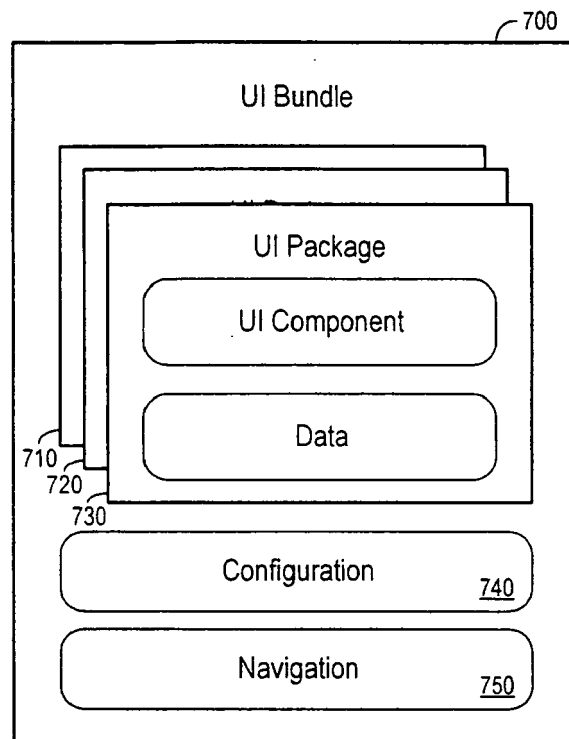 700
UI Bundle
UI Package
UI Component
Data
710
720
730
Configuration
740
Navigation
750